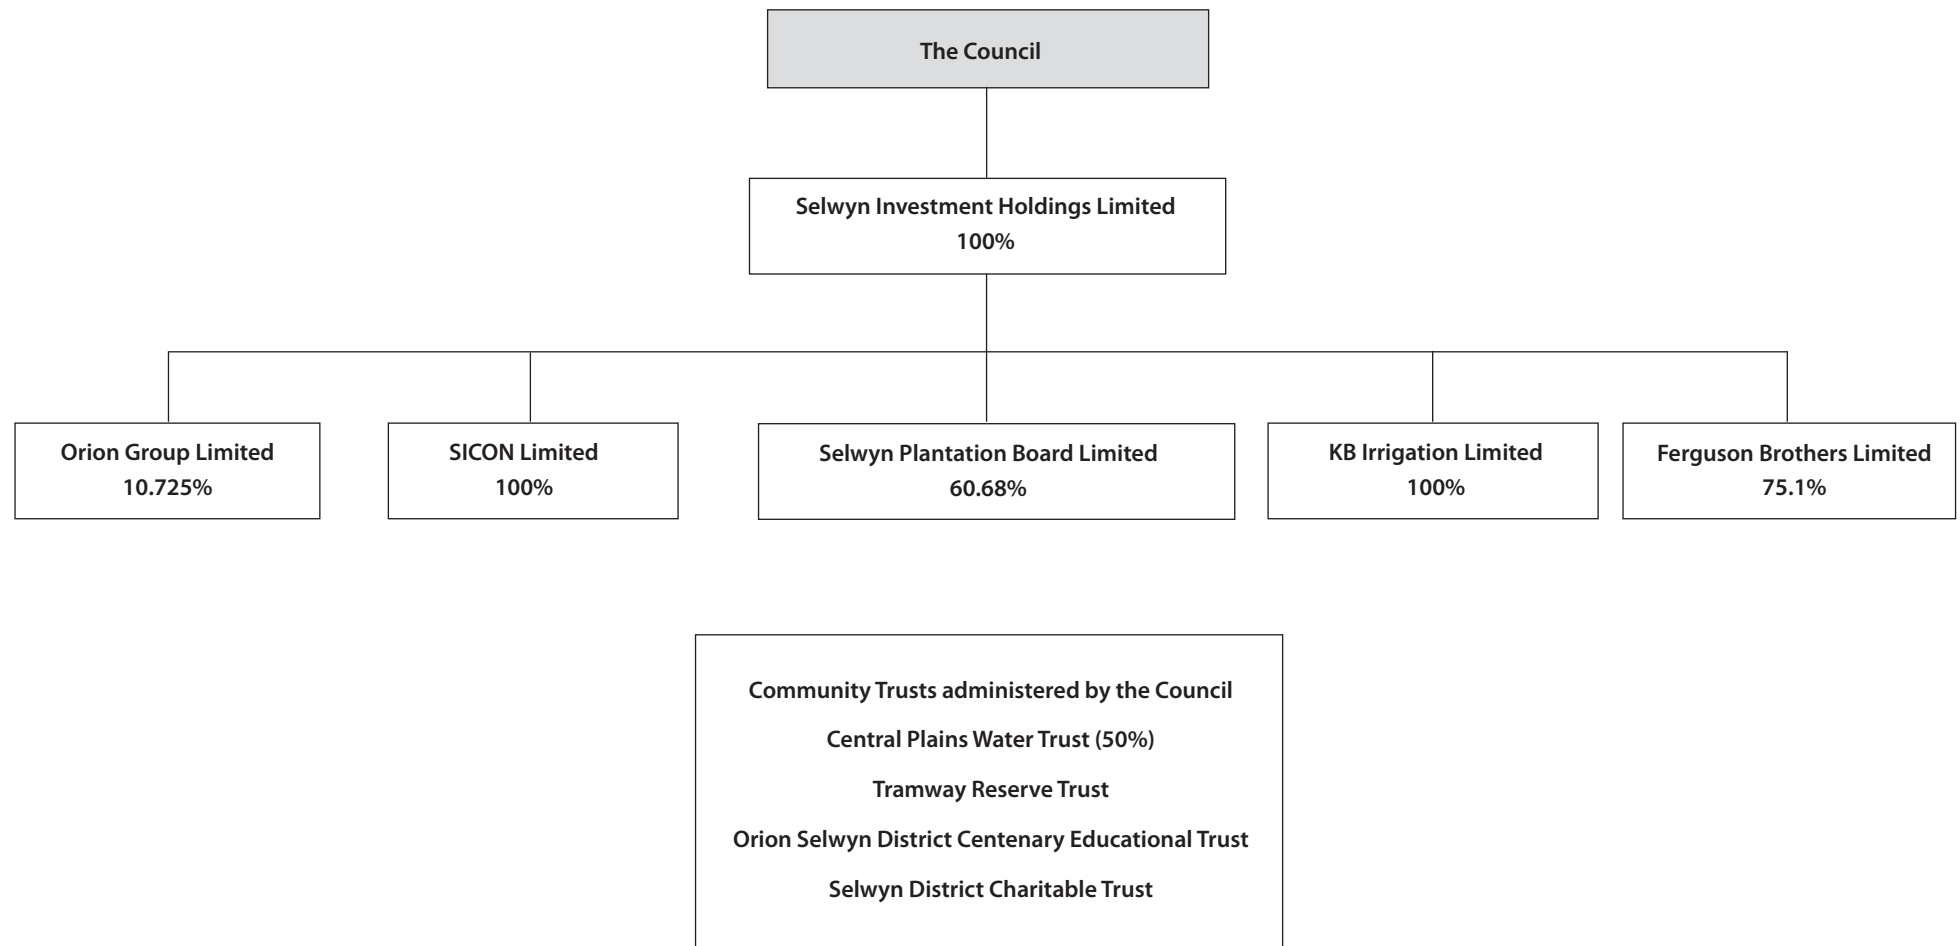 The Council
Selwyn Investment Holdings Limited
100%
Orion Group Limited
10.725%
SICON Limited
100%
Selwyn Plantation Board Limited
60.68%
KB Irrigation Limited
100%
Ferguson Brothers Limited
75.1%
Community Trusts administered by the Council
Central Plains Water Trust (50%)
Tramway Reserve Trust
Orion Selwyn District Centenary Educational Trust
Selwyn District Charitable Trust